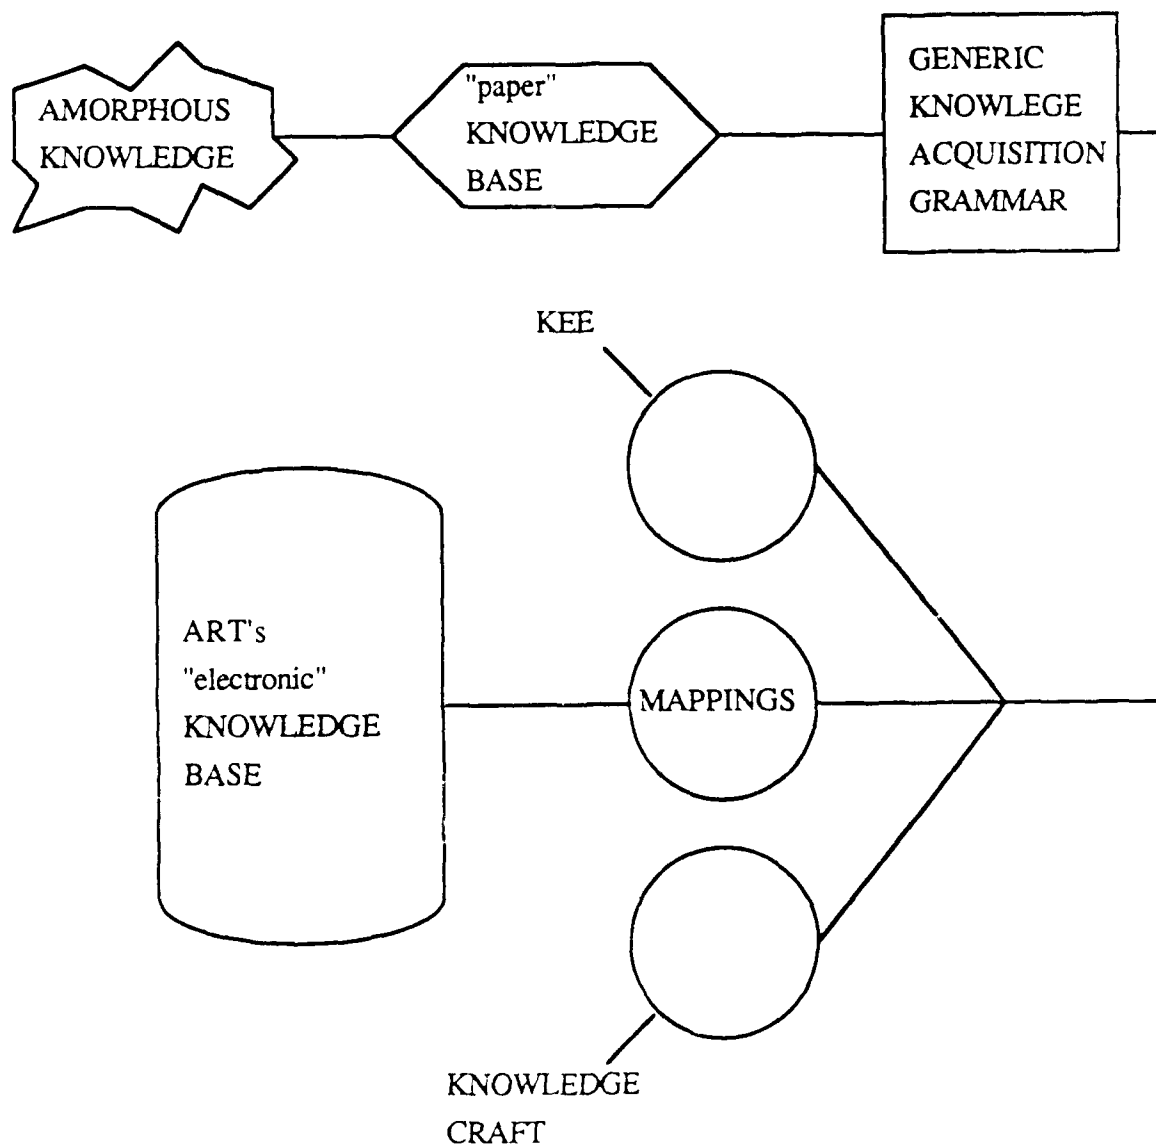 AMORPHOUS
KNOWLEDGE
"paper"
KNOWLEDGE
BASE
GENERIC
KNOWLEGE
ACQUISITION
GRAMMAR
KEE
ART's
"electronic"
KNOWLEDGE
BASE
MAPPINGS
KNOWLEDGE
CRAFT